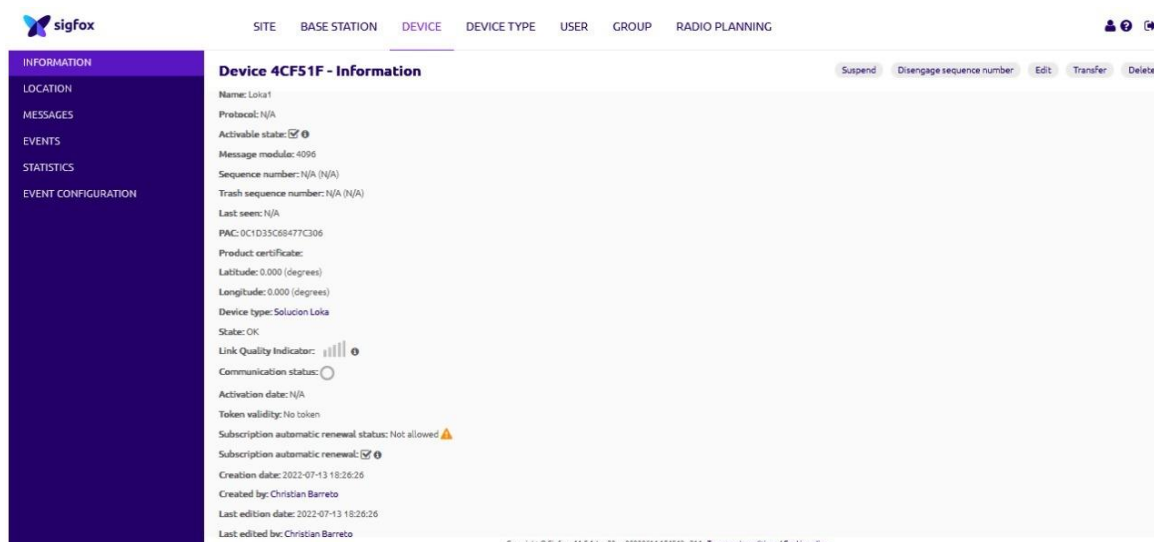 sigfox
SITE BASE STATION DEVICE DEVICE TYPE USER GROUP RADIO PLANNING
INFORMATION
LOCATION
MESSAGES
EVENTS
STATISTICS
EVENT CONFIGURATION
Device 4CF51F - Information
Suspend Disengage sequence number Edit Transfer Delete
Name: Loka1
Protocol: N/A
Activable state:
Message modulo: 4096
Sequence number: N/A (N/A)
Trash sequence number: N/A (N/A)
Last seen: N/A
PAC: 0C1D35C68477C306
Product certificate:
Latitude: 0.000 (degrees)
Longitude: 0.000 (degrees)
Device type: Solucion Loka
State: OK
Link Quality Indicator:
Communication status:
Activation date: N/A
Token validity: No token
Subscription automatic renewal status: Not allowed
Subscription automatic renewal:
Creation date: 2022-07-13 18:26:26
Created by: Christian Barreto
Last edition date: 2022-07-13 18:26:26
Last edited by: Christian Barreto